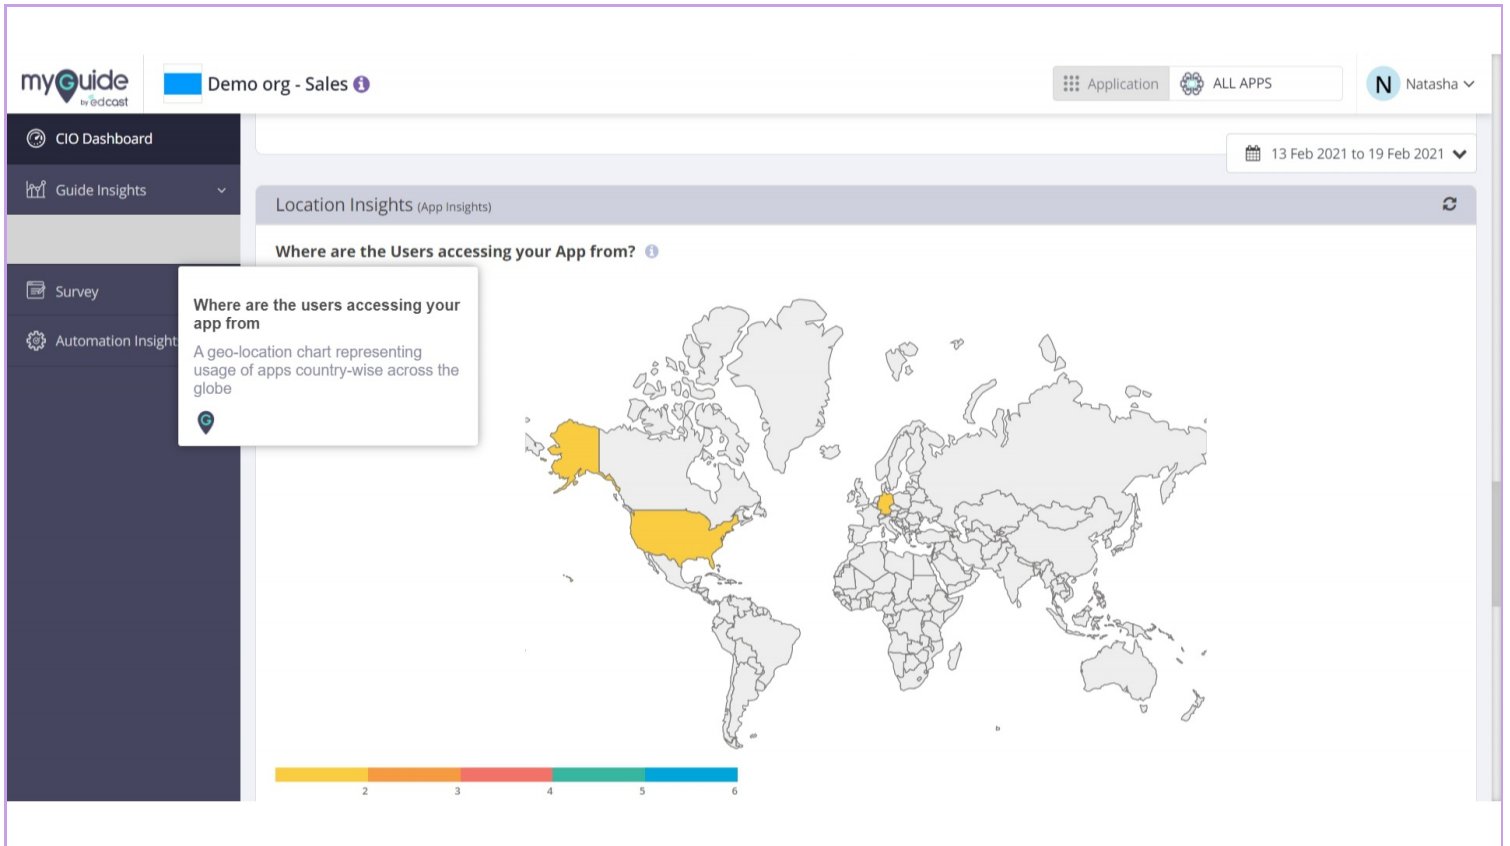 myGuide
by edcast
Demo org - Sales
Application
ALL APPS
N
Natasha
CIO Dashboard
13 Feb 2021 to 19 Feb 2021
Guide Insights
Location Insights (App Insights)
Where are the Users accessing your App from?
Survey
Automation Insight
Where are the users accessing your
app from
A geo-location chart representing
usage of apps country-wise across the
globe
G
2 3 4 5 6